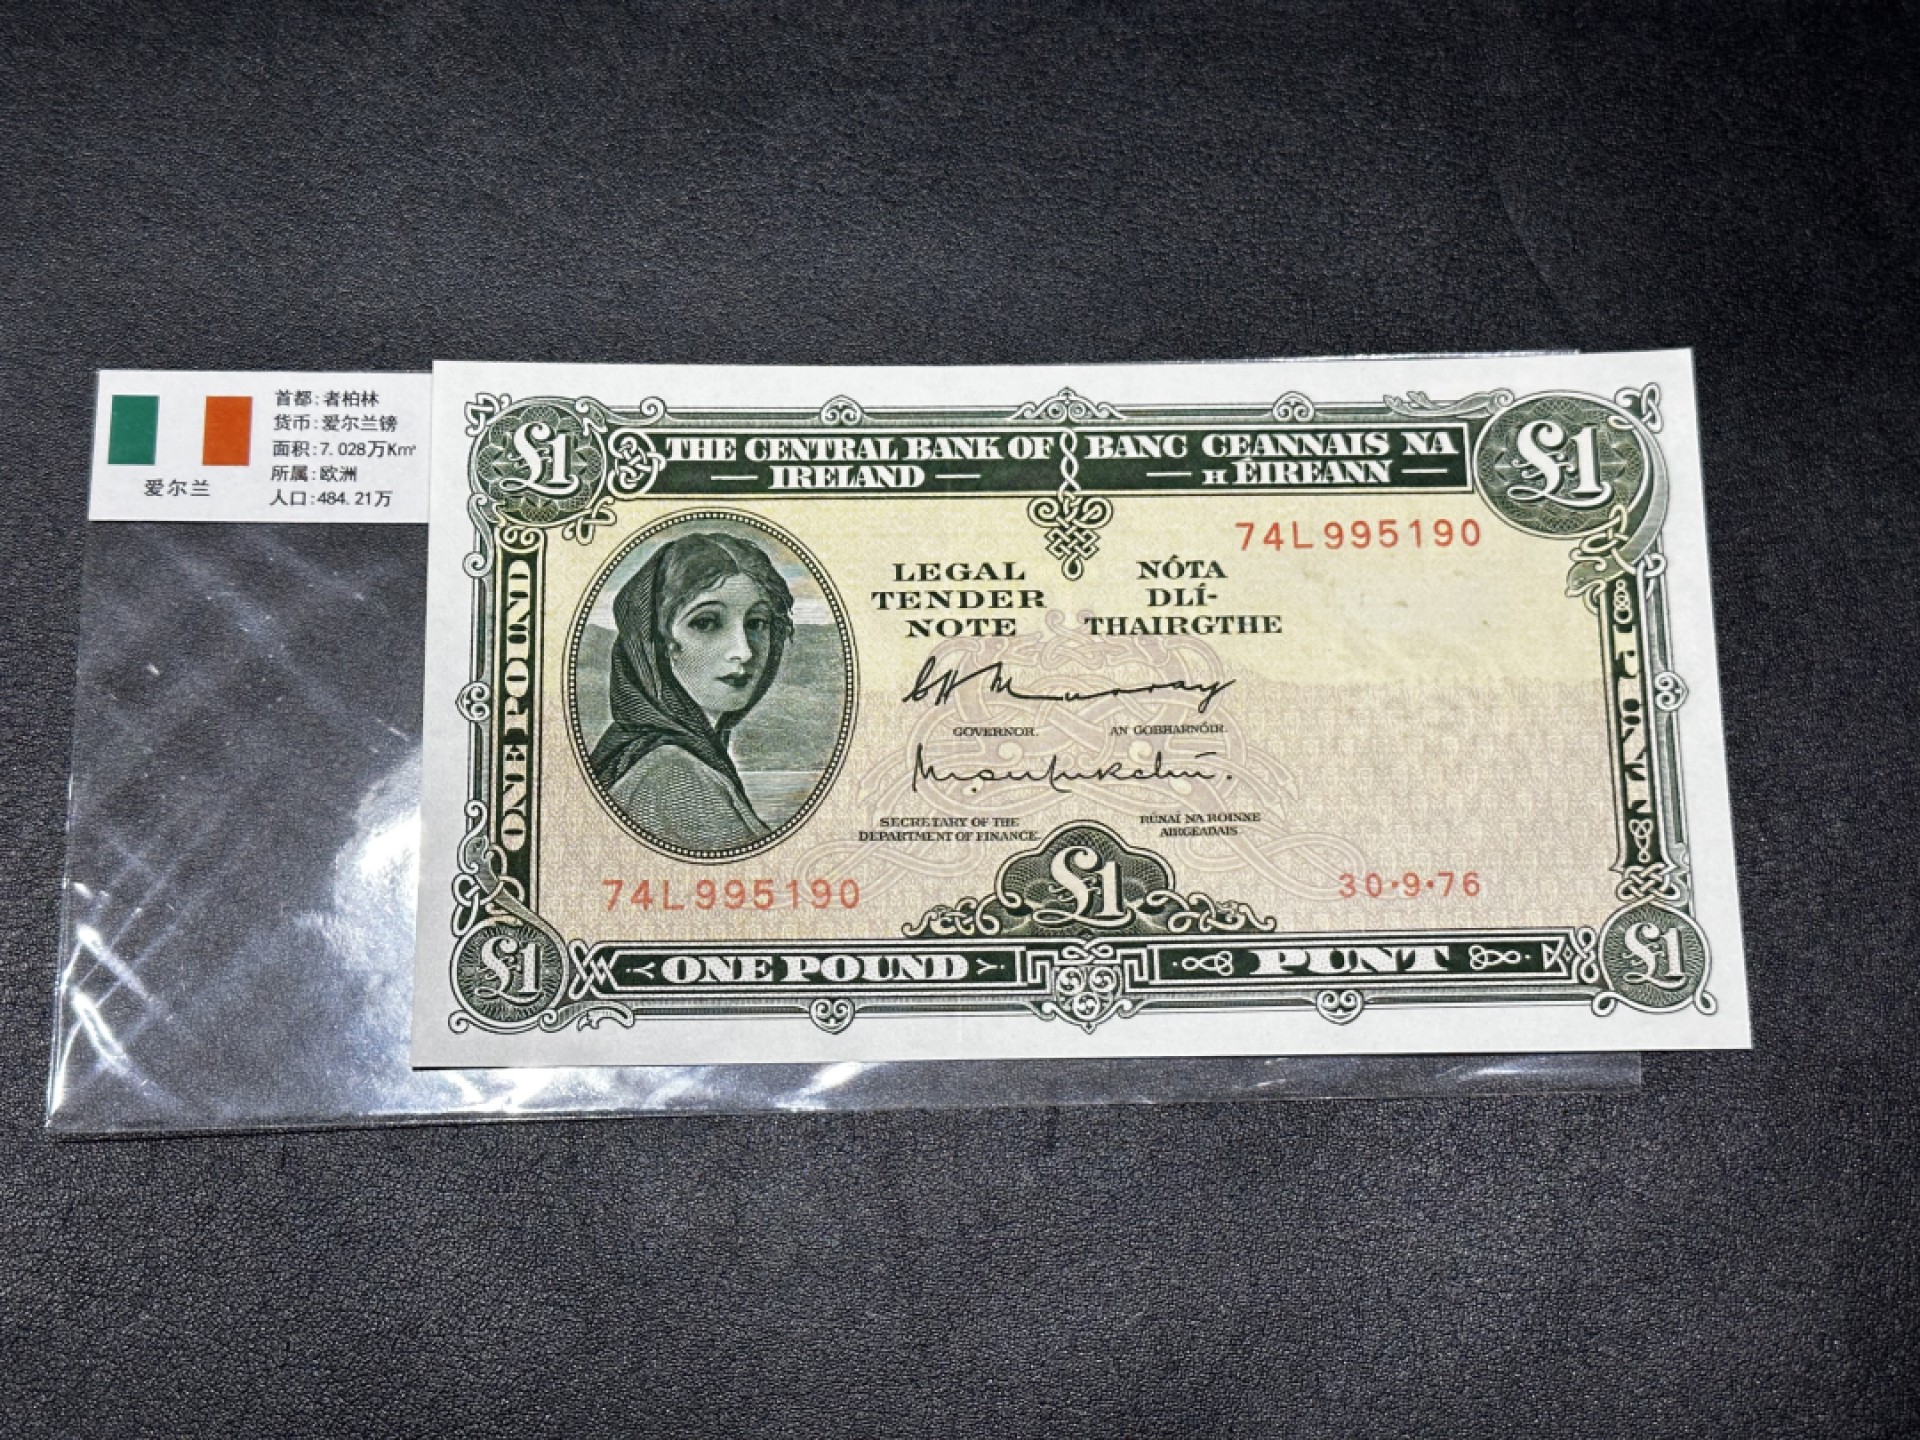 爱尔兰
首都:者柏林
货币:爱尔兰镑
面积:7.028万Km²
所属:欧洲
人口:484.21万
£1
THE CENTRAL BANK OF
IRELAND
BANC CEANNAIS NA
H ÉIREANN
£1
74L995190
LEGAL
TENDER
NOTE
NÓTA
DLÍ-
THAIRGTHE
C H Murray
GOVERNOR.
AN GOBHARNÓIR.
SECRETARY OF THE
DEPARTMENT OF FINANCE.
RÚNAÍ NA ROINNE
AIRGEADAIS
ONE POUND
PUNT
74L995190
£1
30·9·76
£1
ONE POUND
PUNT
£1